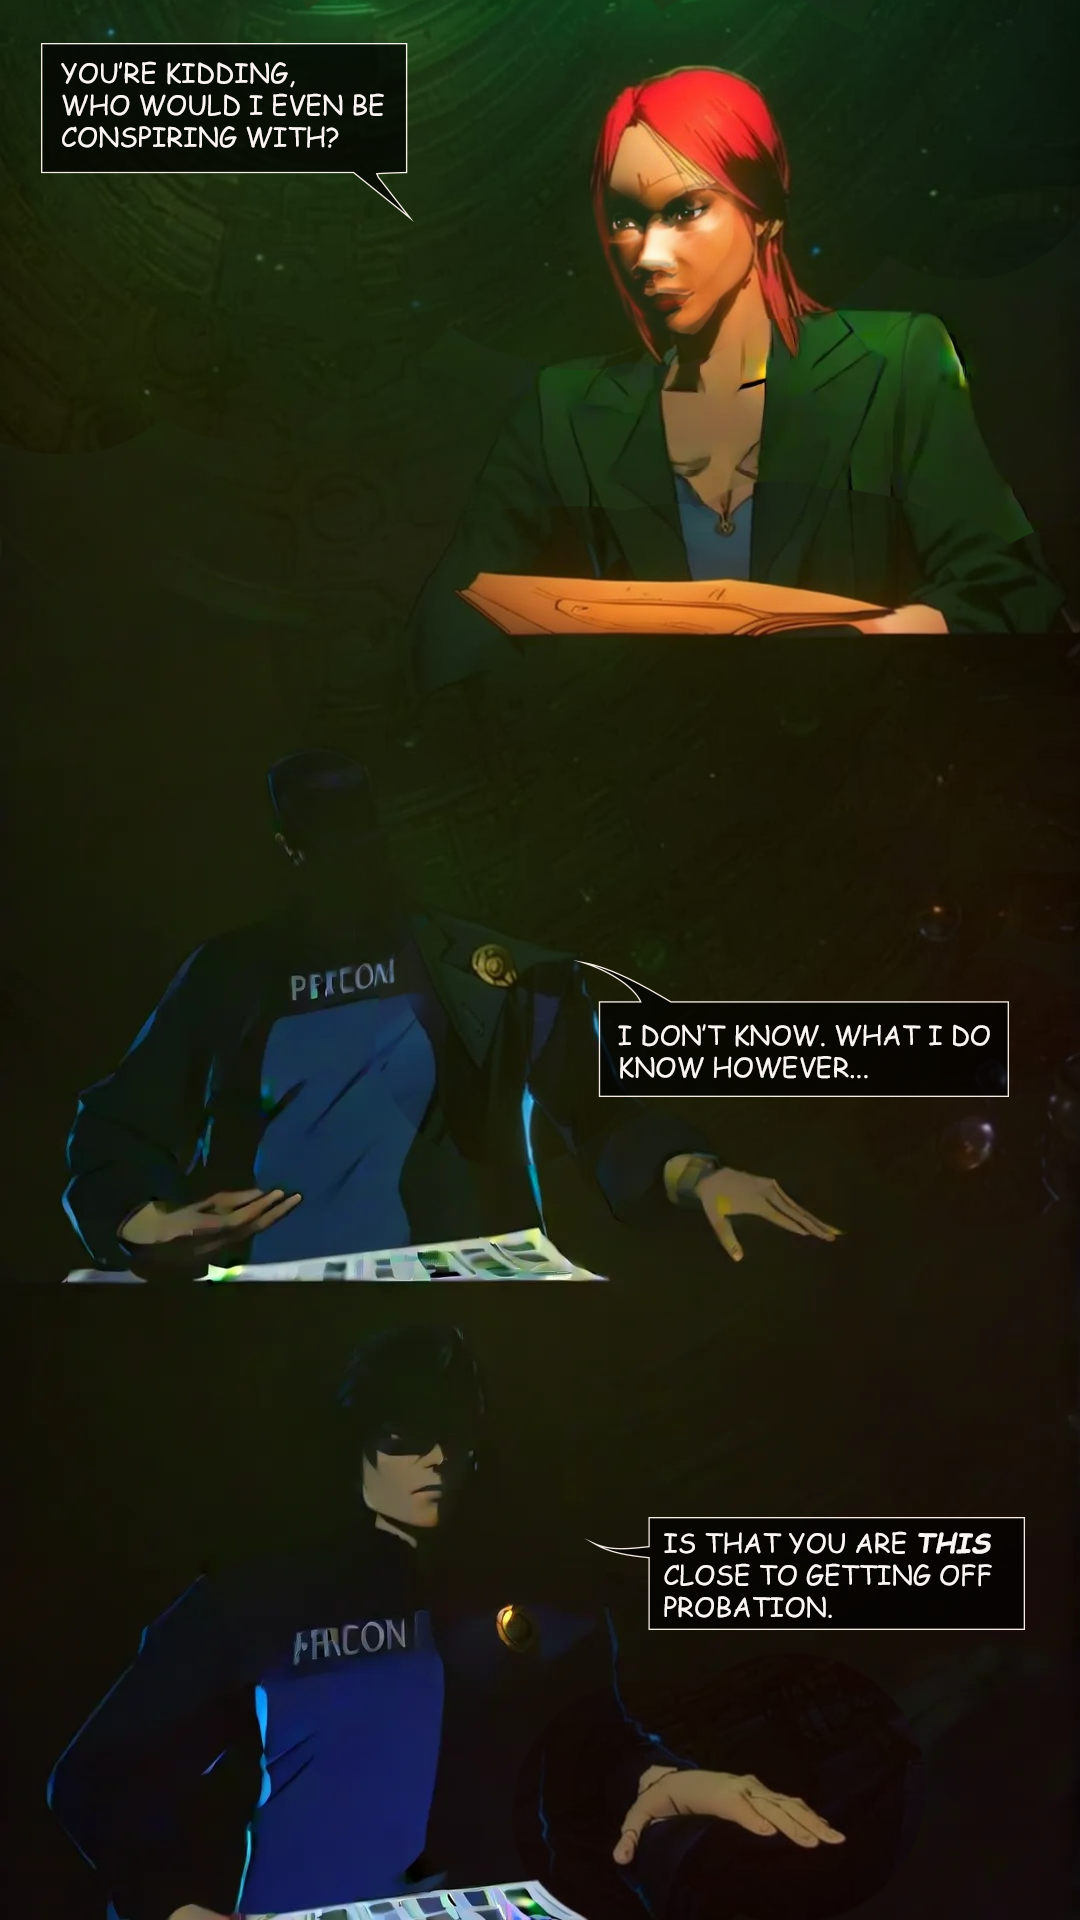 YOU'RE KIDDING,
WHO WOULD I EVEN BE
CONSPIRING WITH?
I DON'T KNOW. WHAT I DO
KNOW HOWEVER...
IS THAT YOU ARE THIS
CLOSE TO GETTING OFF
PROBATION.